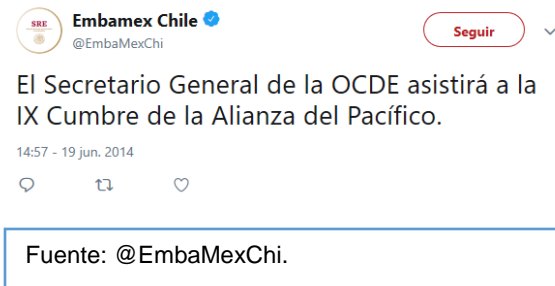 SRE
Embamex Chile
@EmbaMexChi
Seguir
El Secretario General de la OCDE asistirá a la
IX Cumbre de la Alianza del Pacífico.
14:57 - 19 jun. 2014
Fuente: @EmbaMexChi.